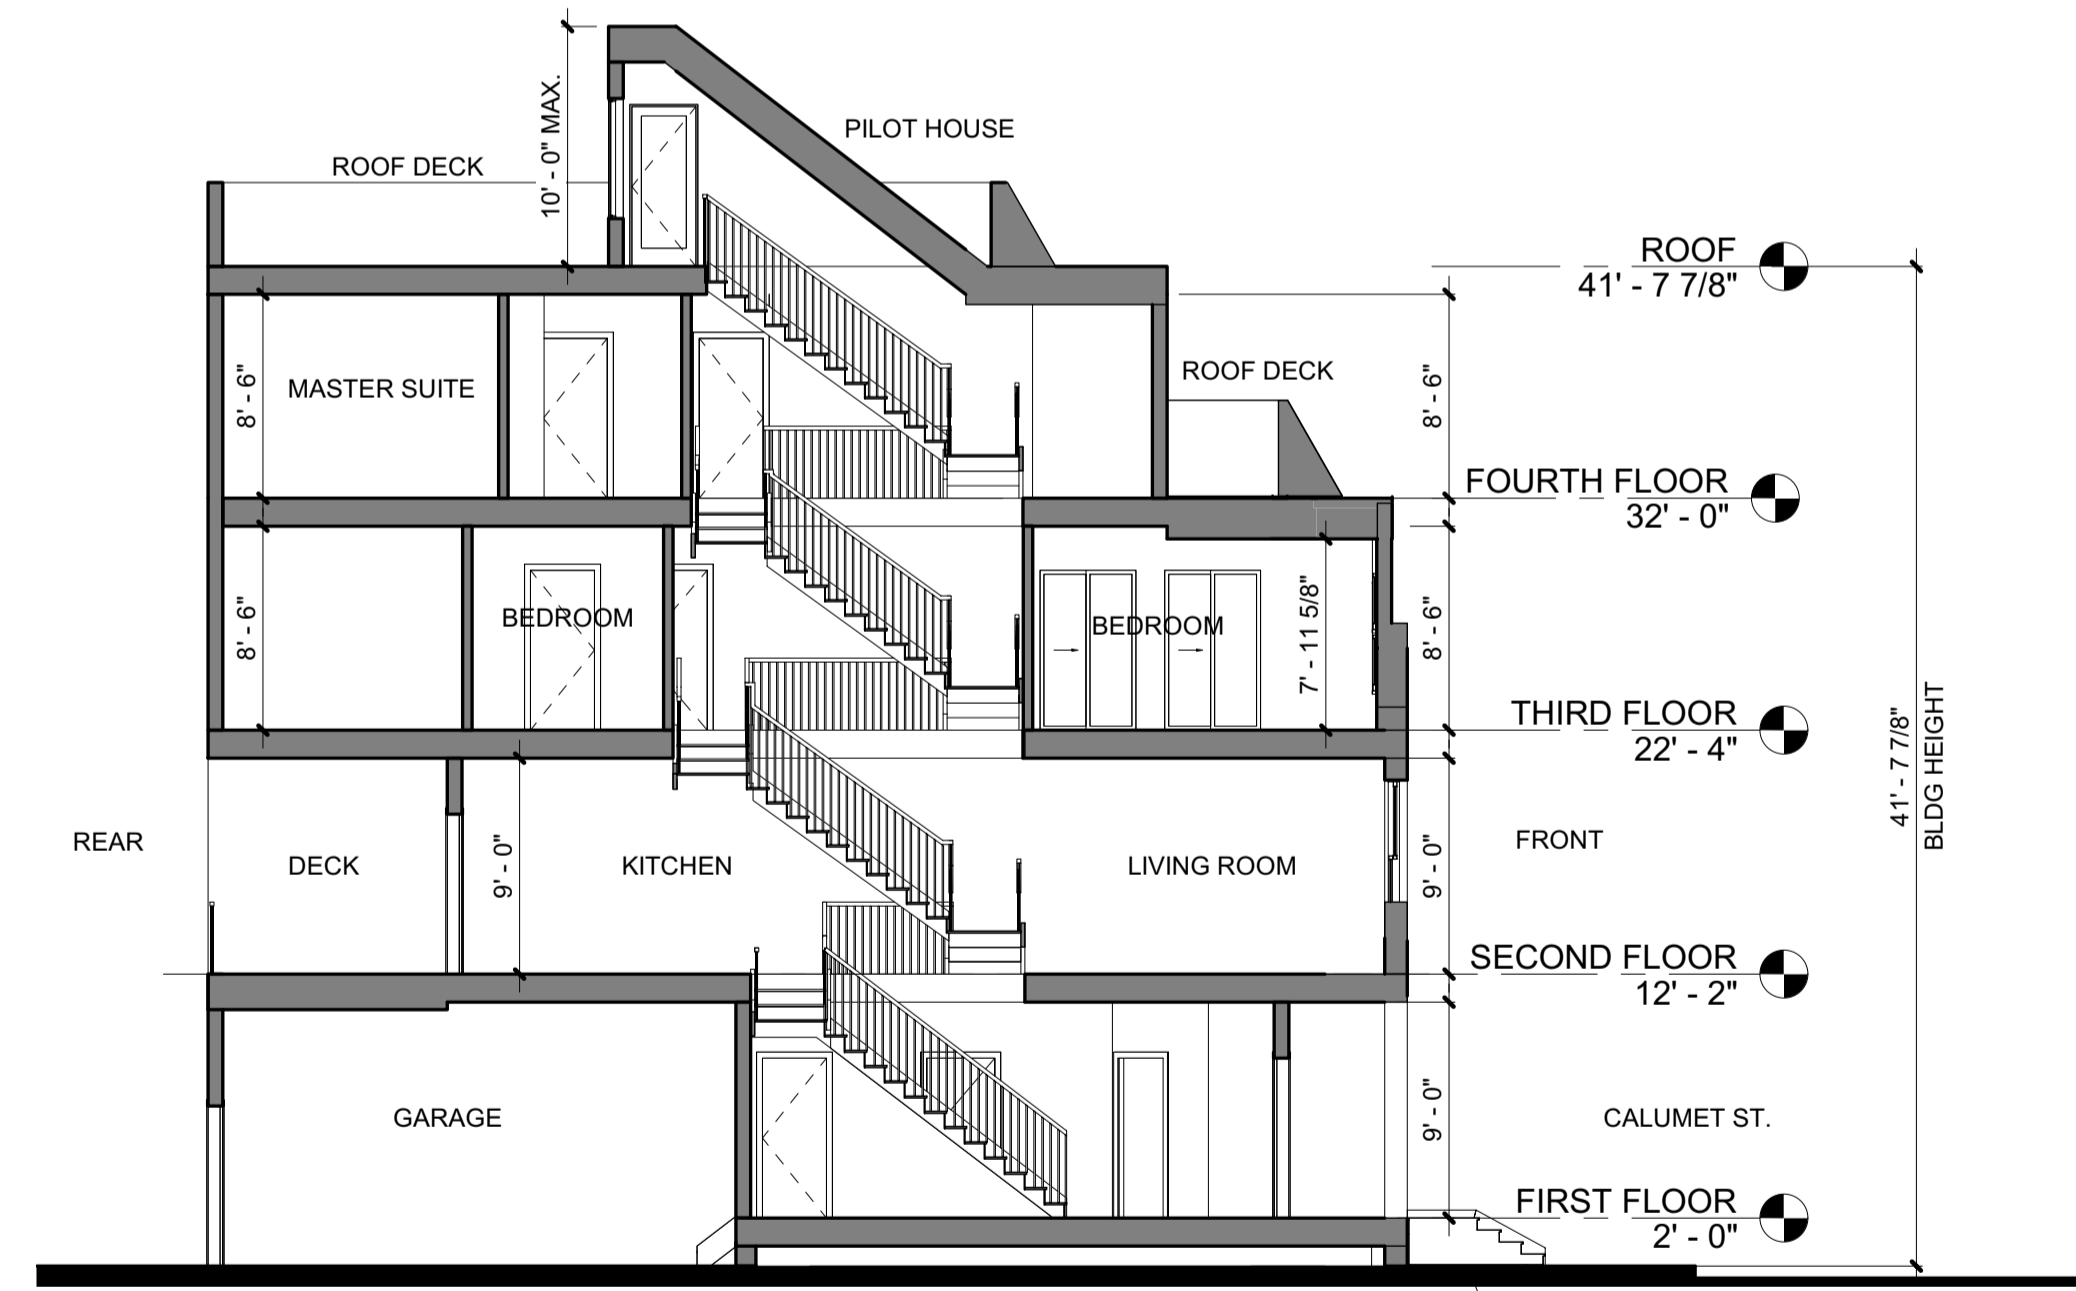 10' - 0" MAX.
PILOT HOUSE
ROOF DECK
ROOF
41' - 7 7/8"
8' - 6"
MASTER SUITE
ROOF DECK
8' - 6"
FOURTH FLOOR
32' - 0"
8' - 6"
BEDROOM
BEDROOM
7' - 11 5/8"
8' - 6"
THIRD FLOOR
22' - 4"
41' - 7 7/8"
BLDG HEIGHT
REAR
DECK
9' - 0"
KITCHEN
LIVING ROOM
9' - 0"
FRONT
SECOND FLOOR
12' - 2"
GARAGE
9' - 0"
CALUMET ST.
FIRST FLOOR
2' - 0"